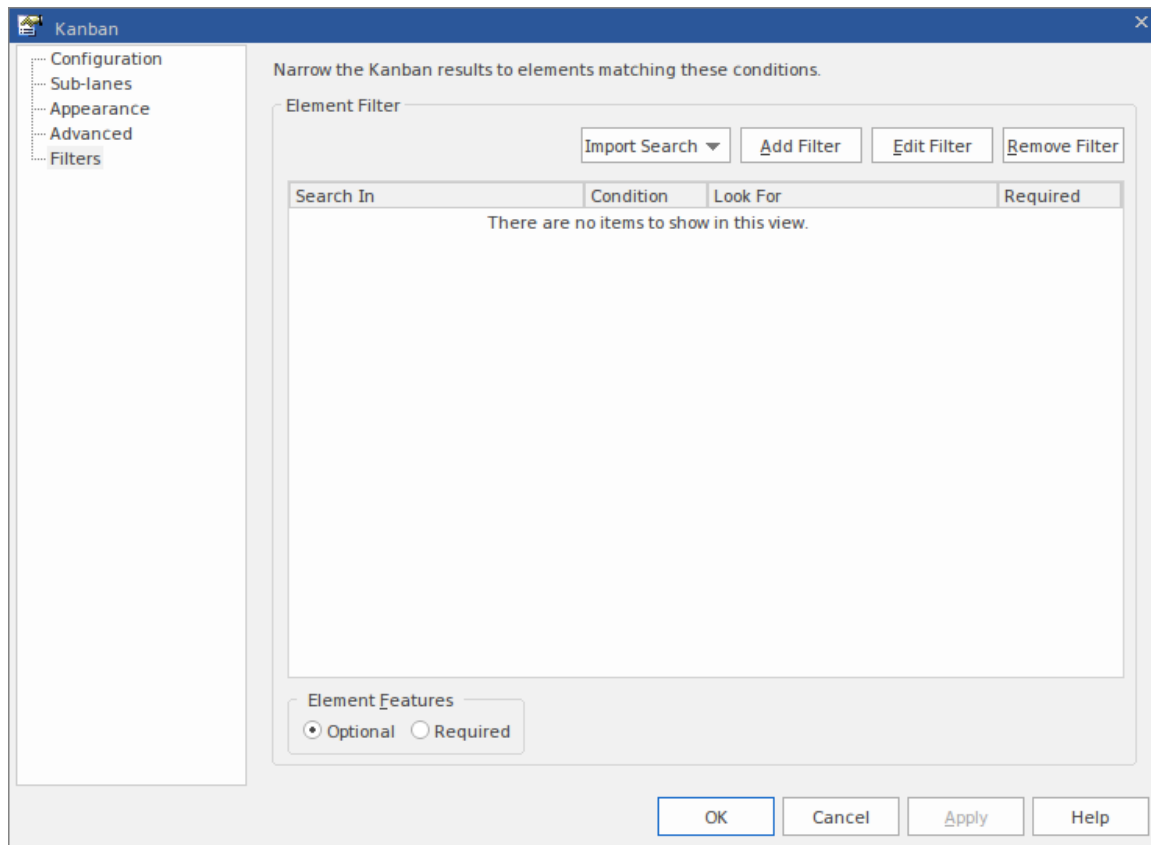 Kanban
Configuration
Sub-lanes
Appearance
Advanced
Filters
Narrow the Kanban results to elements matching these conditions.
Element Filter
Import Search Add Filter Edit Filter Remove Filter
Search In Condition Look For Required
There are no items to show in this view.
Element Features
Optional Required
OK Cancel Apply Help